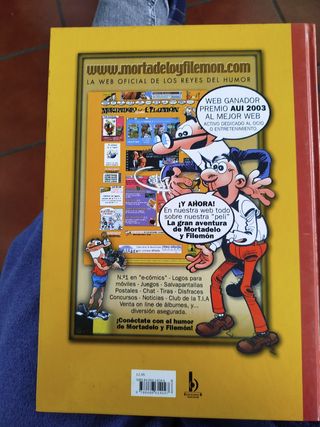 www.mortadeloyfilemon.com
LA WEB OFICIAL DE LOS REYES DEL HUMOR
WEB GANADOR
PREMIO AUI 2003
AL MEJOR WEB
ACTIVO DEDICADO AL OCIO
O ENTRETENIMIENTO.
¡Y AHORA!
En nuestra web todo
sobre nuestra "peli"
La gran aventura
de Mortadelo
y Filemón
N.º1 en "e-cómics" - Logos para
móviles - Juegos - Salvapantallas
Postales - Chat - Tiras - Disfraces
Concursos - Noticias - Club de la T.I.A
Venta on line de álbumes, y...
diversión asegurada.
¡Conéctate con el humor
de Mortadelo y Filemón!